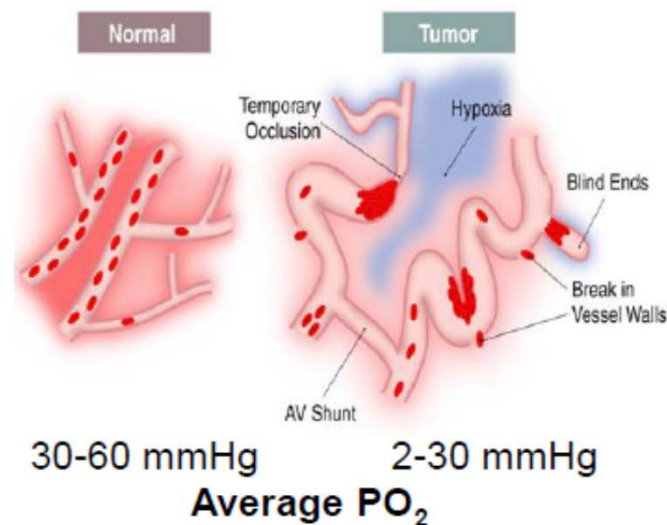 Normal
Tumor
Temporary
Occlusion
Hypoxia
Blind Ends
Break in
Vessel Walls
AV Shunt
30-60 mmHg
2-30 mmHg
Average PO₂